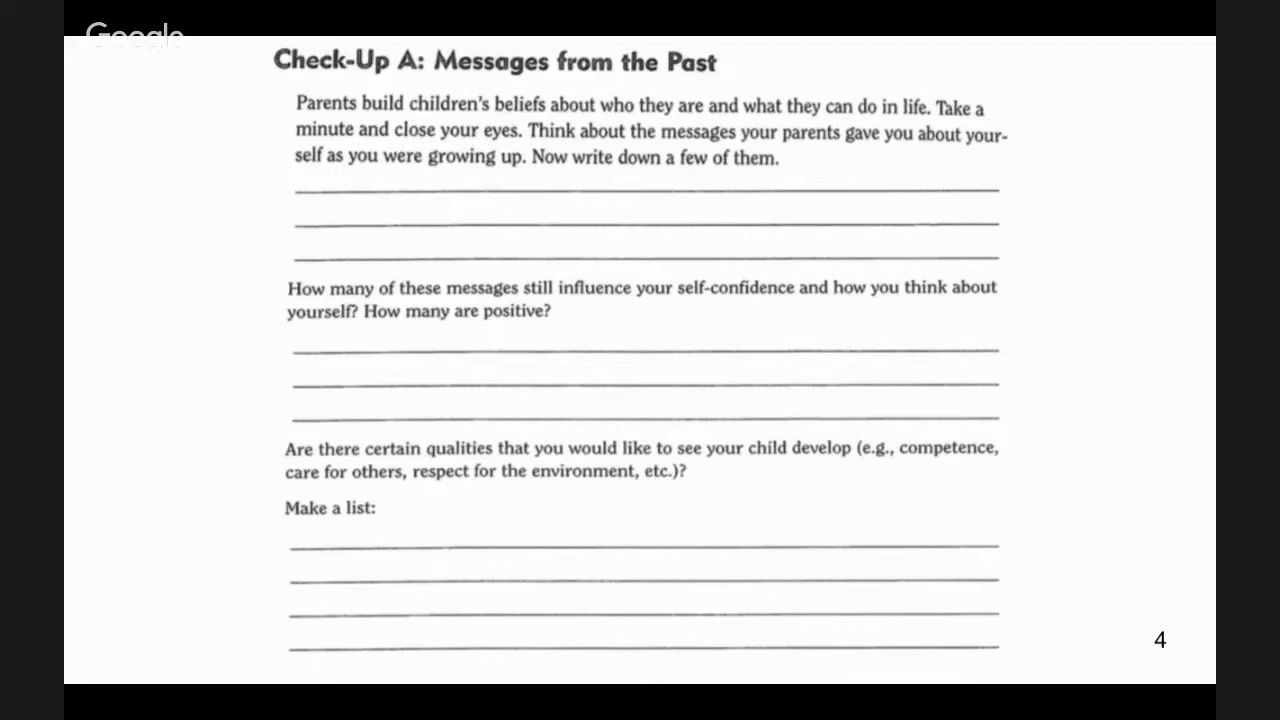 Google
Check-Up A: Messages from the Past
Parents build children's beliefs about who they are and what they can do in life. Take a
minute and close your eyes. Think about the messages your parents gave you about your-
self as you were growing up. Now write down a few of them.
How many of these messages still influence your self-confidence and how you think about
yourself? How many are positive?
Are there certain qualities that you would like to see your child develop (e.g., competence,
care for others, respect for the environment, etc.)?
Make a list:
4